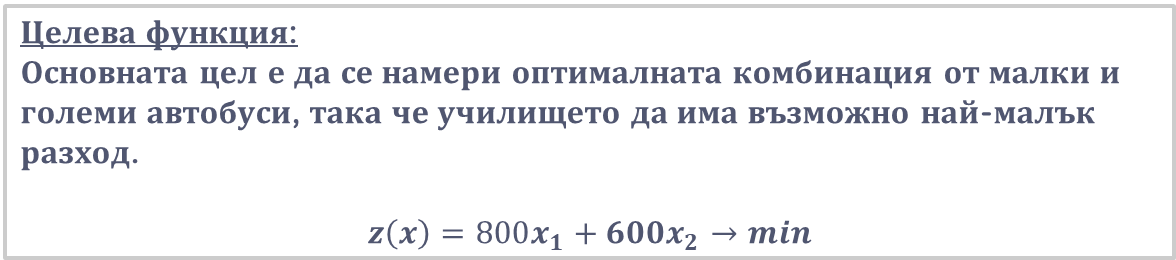 Целева функция:
Основната цел е да се намери оптималната комбинация от малки и
големи автобуси, така че училището да има възможно най-малък
разход.
z(x) = 800x₁ + 600x₂ → min